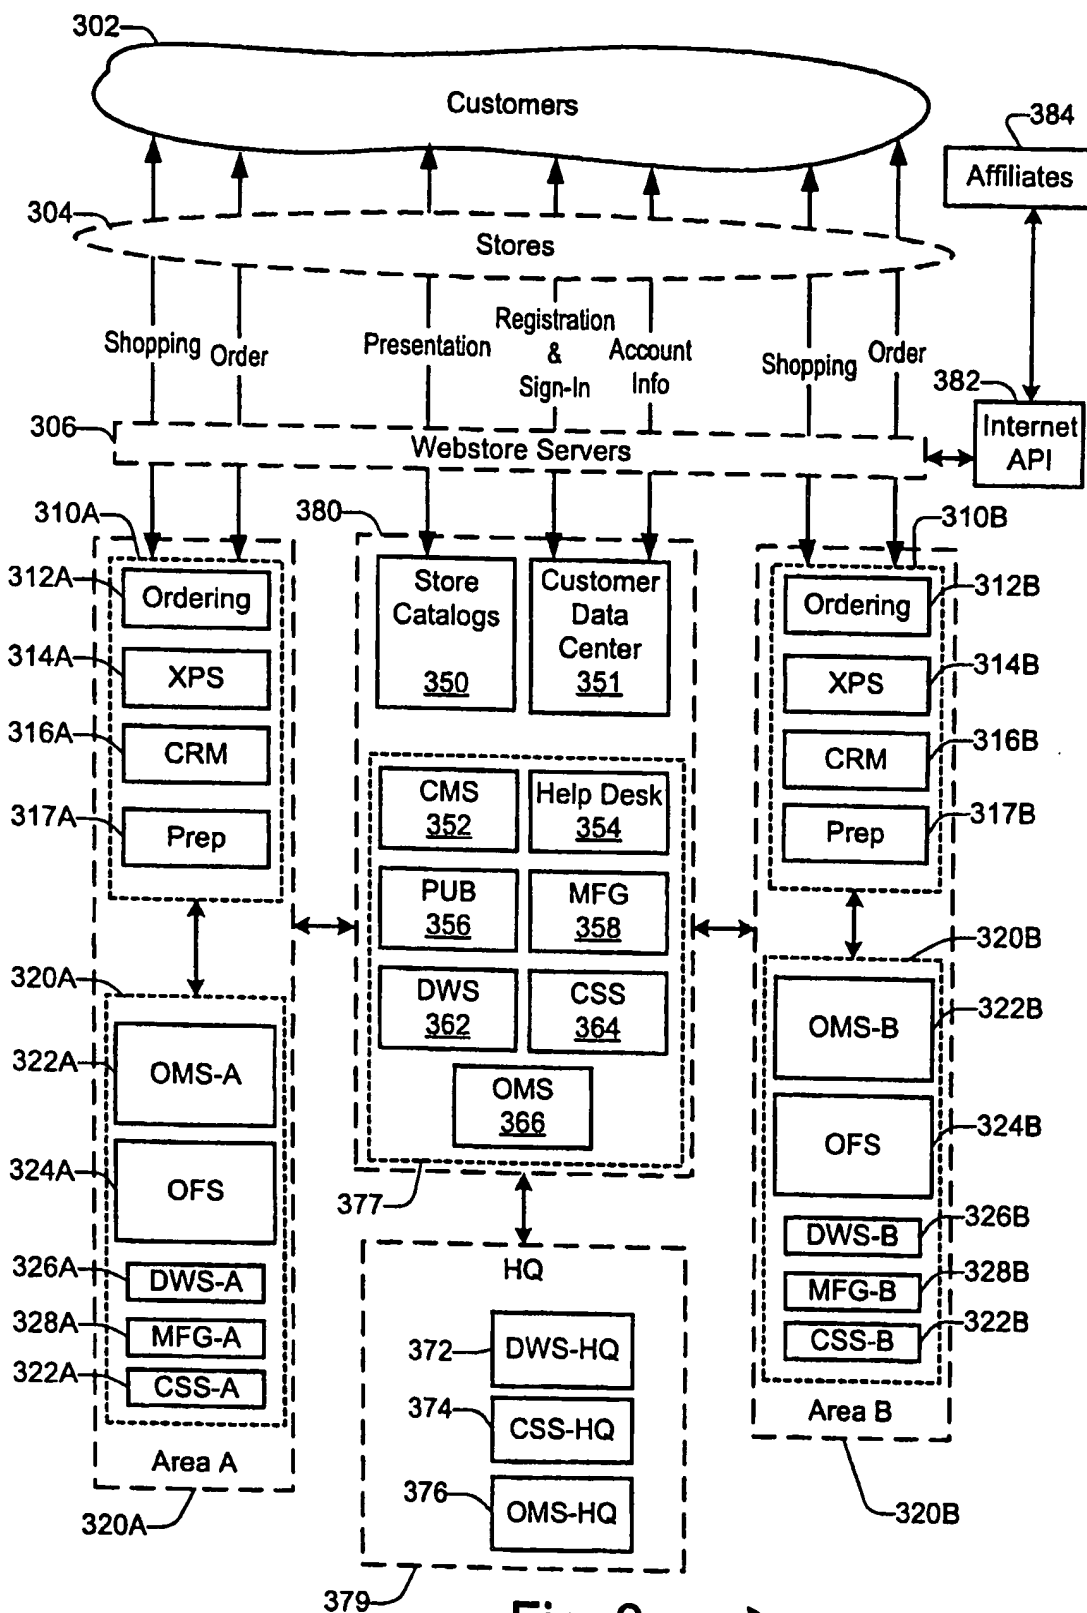 302
Customers
384
Affiliates
304
Stores
Shopping
Order
Presentation
Registration
&
Sign-In
Account
Info
Shopping
Order
382
Internet
API
306
Webstore Servers
310A
380
310B
312A
Ordering
314A
XPS
316A
CRM
317A
Prep
Store
Catalogs
350
Customer
Data
Center
351
Ordering
312B
XPS
314B
CRM
316B
Prep
317B
CMS
352
Help Desk
354
PUB
356
MFG
358
DWS
362
CSS
364
OMS
366
377
320A
322A
OMS-A
324A
OFS
326A
DWS-A
328A
MFG-A
322A
CSS-A
Area A
320A
320B
OMS-B
322B
OFS
324B
DWS-B
326B
MFG-B
328B
CSS-B
322B
Area B
320B
HQ
372
DWS-HQ
374
CSS-HQ
376
OMS-HQ
379